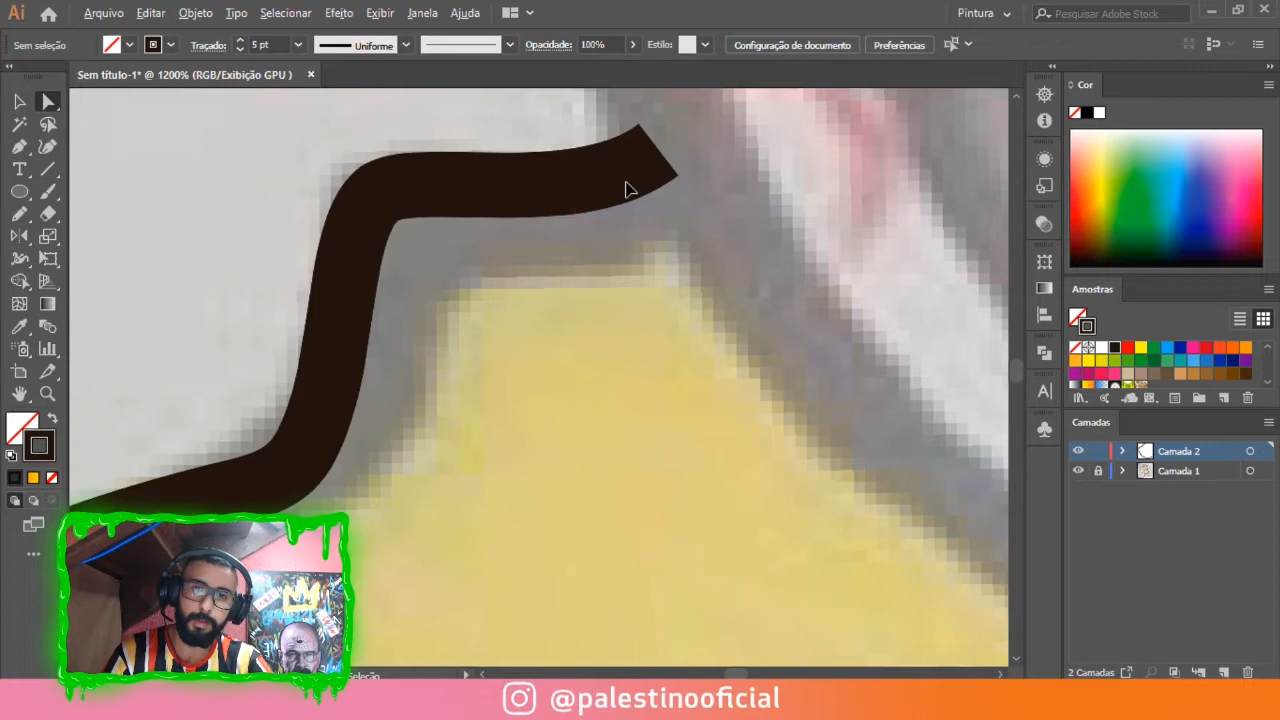 Ai
Arquivo Editar Objeto Tipo Selecionar Efeito Exibir Janela Ajuda
Pintura
Pesquisar Adobe Stock
Sem seleção
Traçado: 5 pt
Uniforme
Opacidade: 100%
Estilo:
Configuração de documento
Preferências
Sem título-1* @ 1200% (RGB/Exibição GPU )
Cor
Amostras
Camadas
Camada 2
Camada 1
2 Camadas
Seleção
@palestinooficial